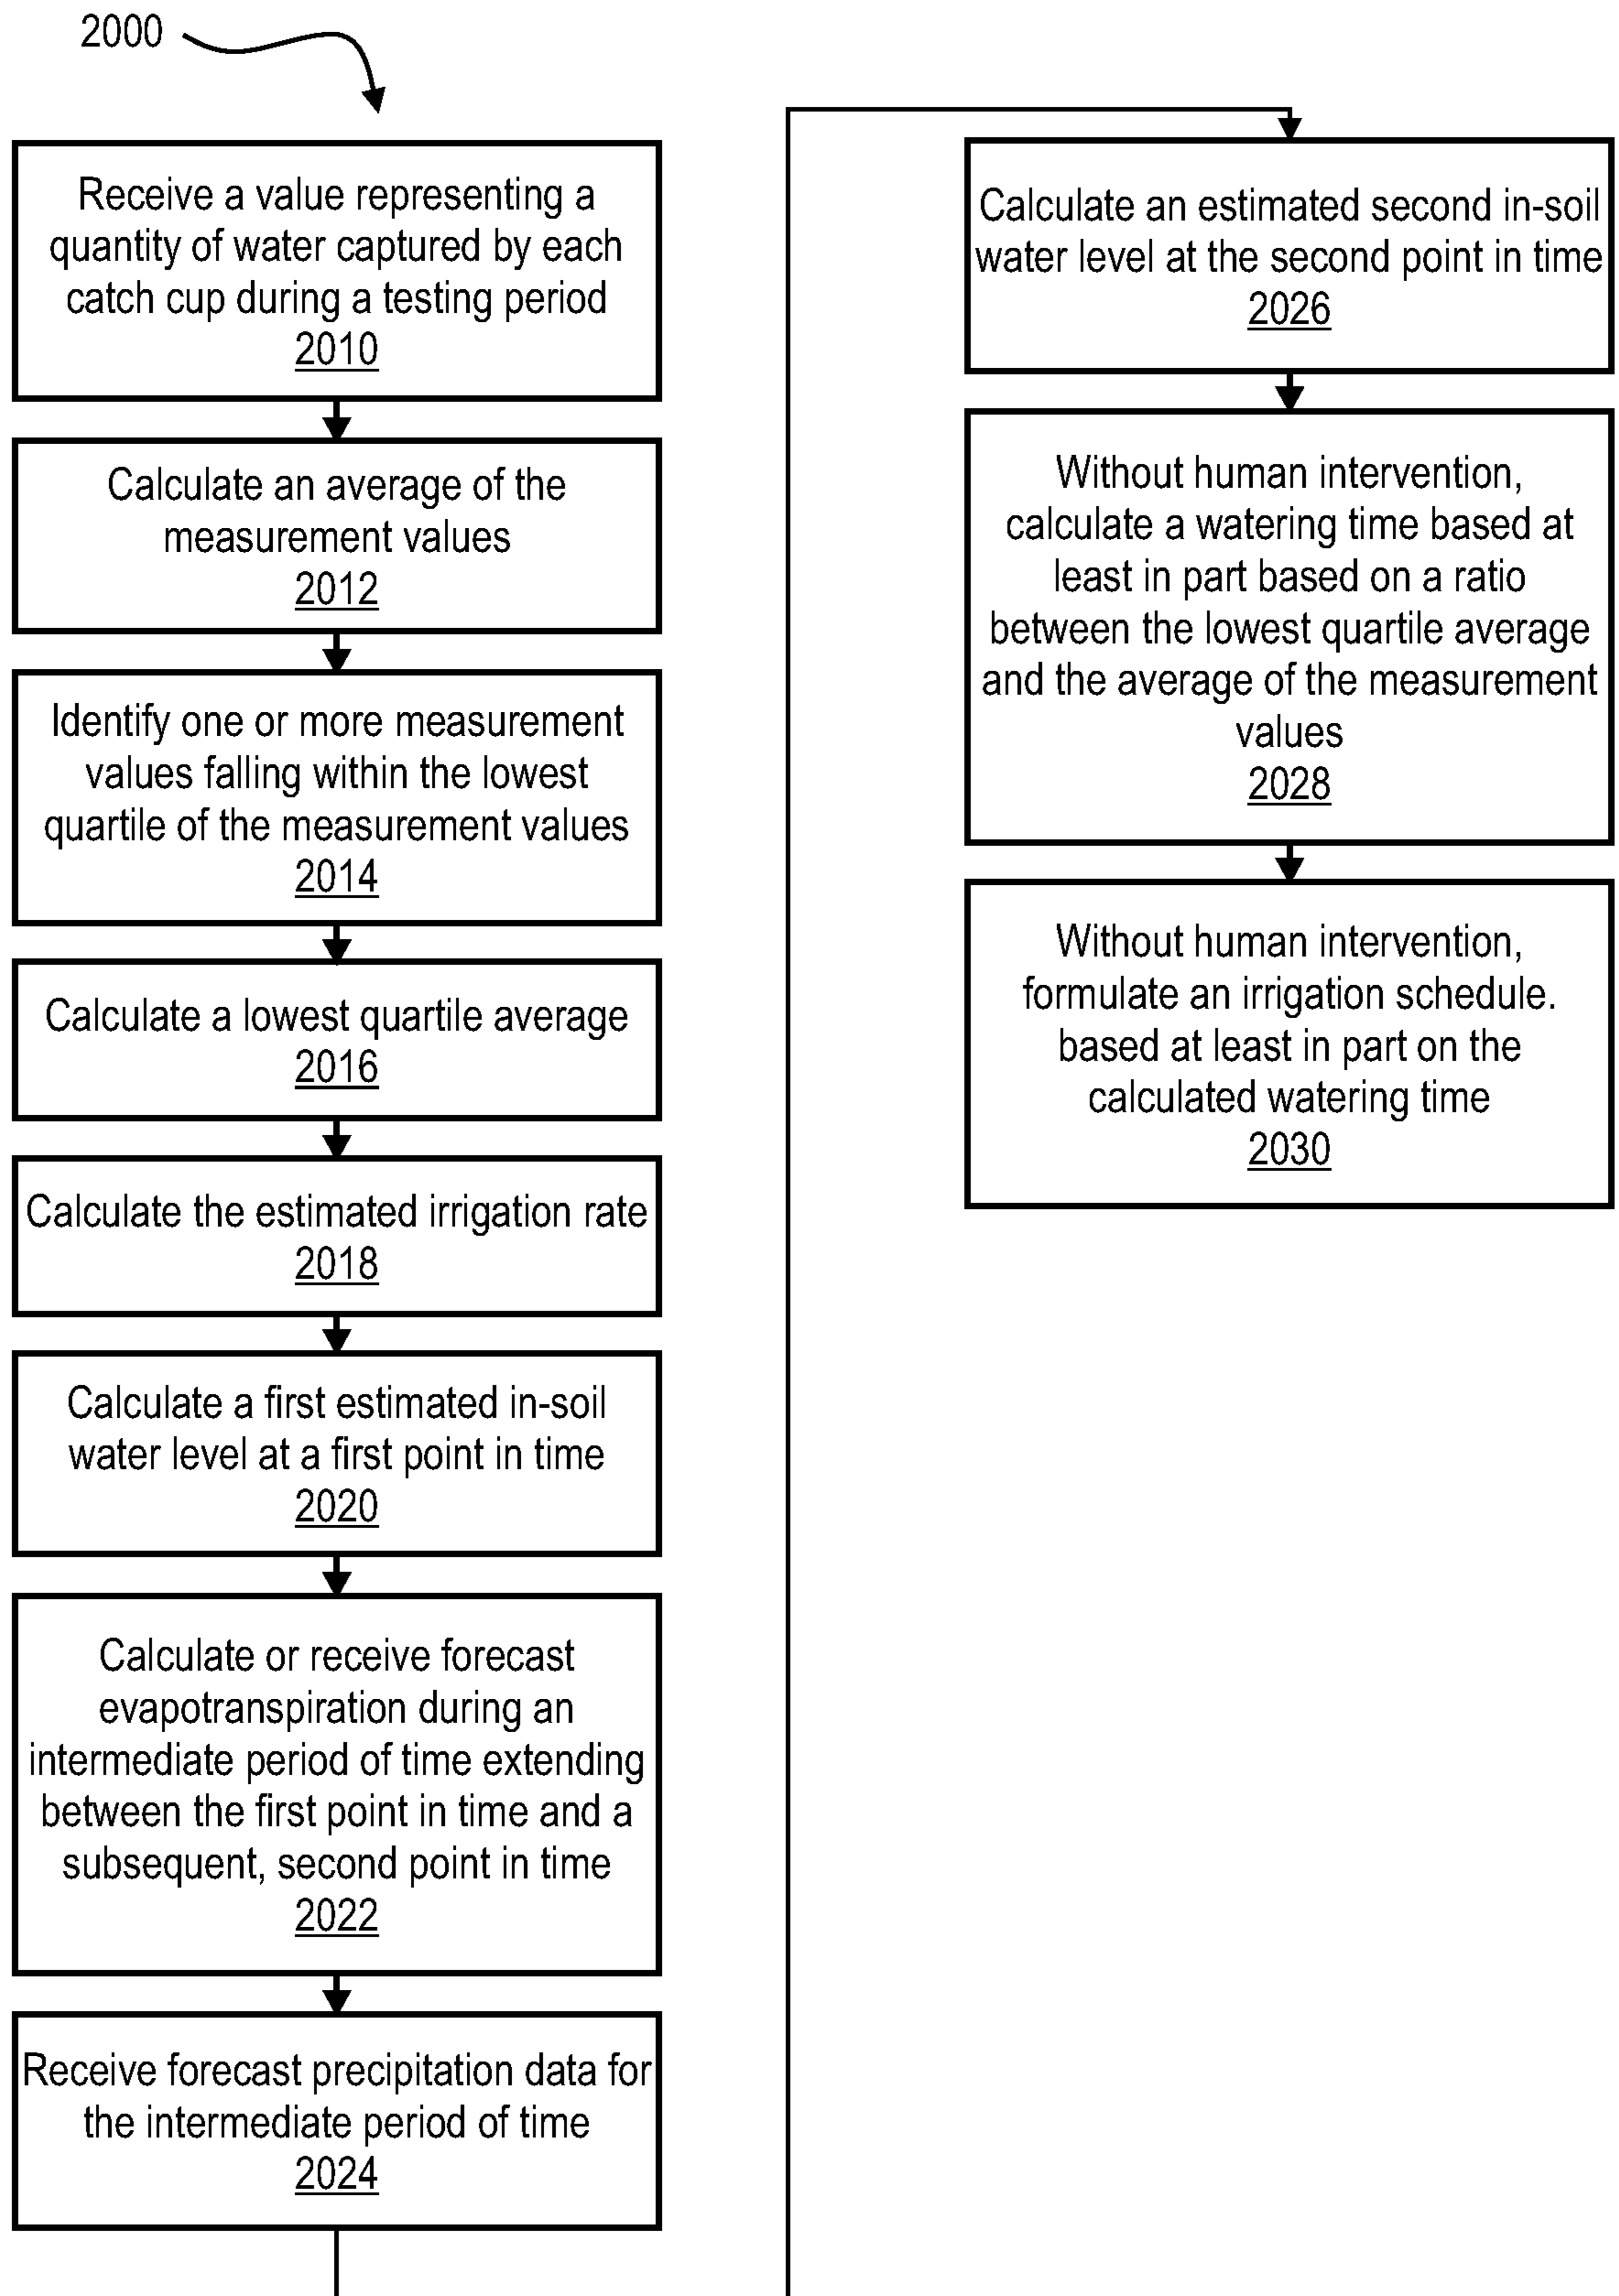 2000
Receive a value representing a
quantity of water captured by each
catch cup during a testing period
2010
Calculate an average of the
measurement values
2012
Identify one or more measurement
values falling within the lowest
quartile of the measurement values
2014
Calculate a lowest quartile average
2016
Calculate the estimated irrigation rate
2018
Calculate a first estimated in-soil
water level at a first point in time
2020
Calculate or receive forecast
evapotranspiration during an
intermediate period of time extending
between the first point in time and a
subsequent, second point in time
2022
Receive forecast precipitation data for
the intermediate period of time
2024
Calculate an estimated second in-soil
water level at the second point in time
2026
Without human intervention,
calculate a watering time based at
least in part based on a ratio
between the lowest quartile average
and the average of the measurement
values
2028
Without human intervention,
formulate an irrigation schedule.
based at least in part on the
calculated watering time
2030